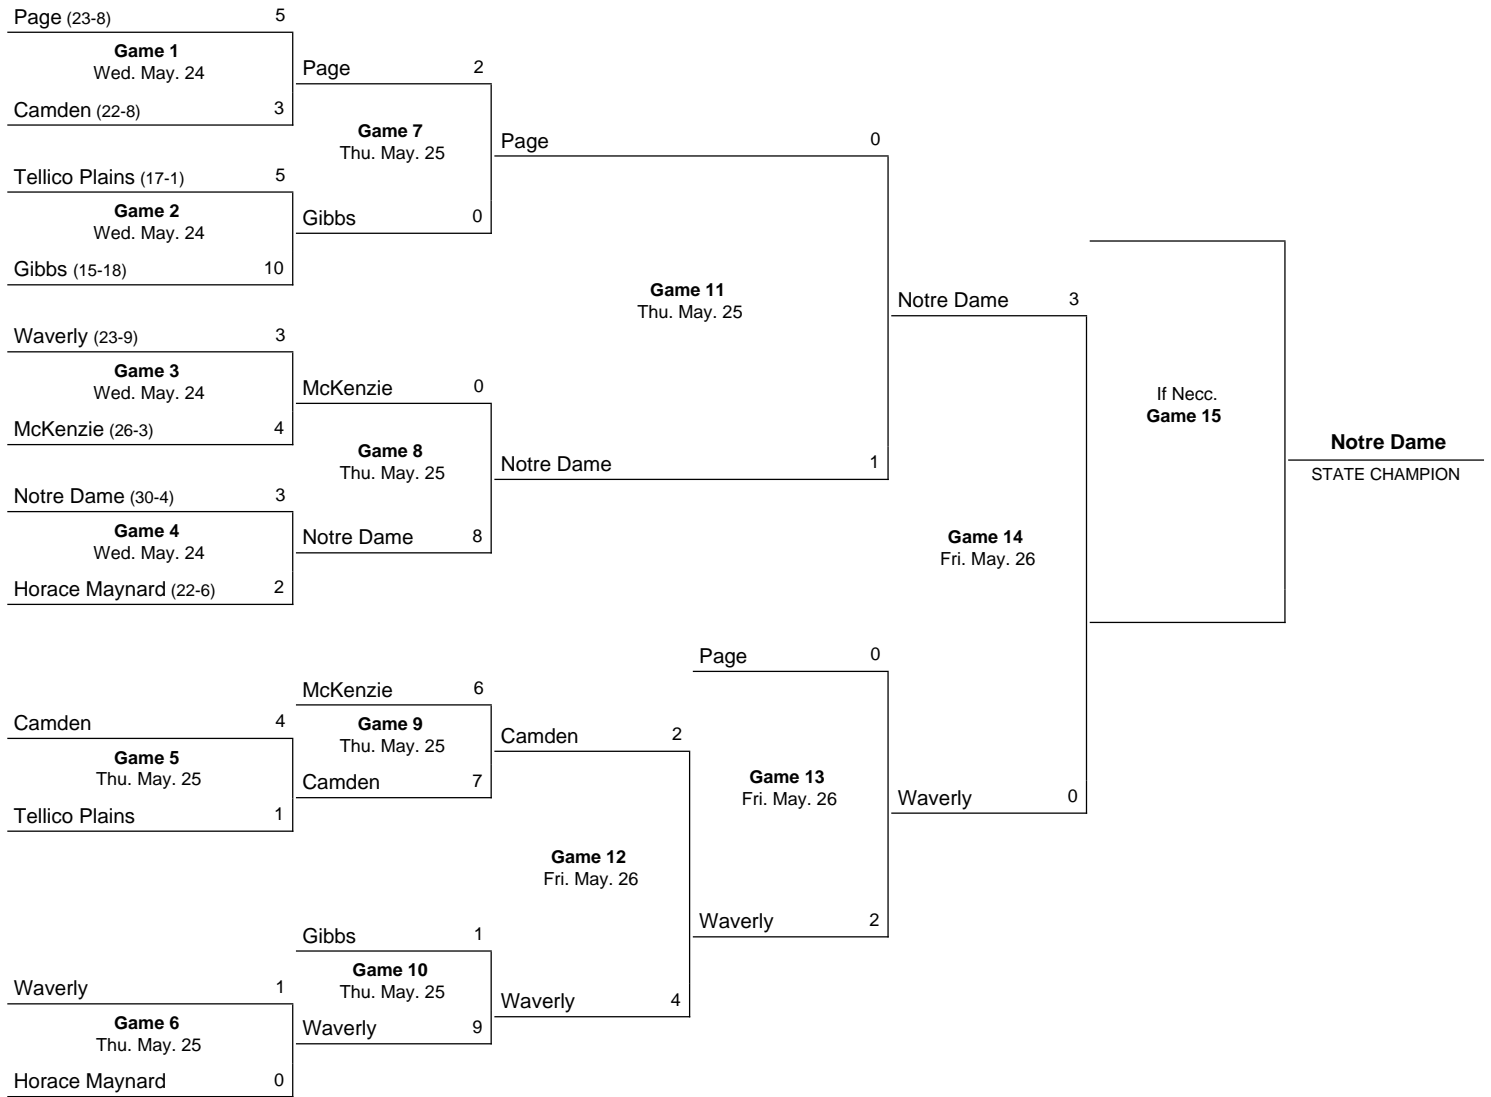 Page (23-8) 5
Game 1
Wed. May. 24
Camden (22-8) 3
Tellico Plains (17-1) 5
Game 2
Wed. May. 24
Gibbs (15-18) 10
Waverly (23-9) 3
Game 3
Wed. May. 24
McKenzie (26-3) 4
Notre Dame (30-4) 3
Game 4
Wed. May. 24
Horace Maynard (22-6) 2
Page 2
Game 7
Thu. May. 25
Gibbs 0
McKenzie 0
Game 8
Thu. May. 25
Notre Dame 8
Page 0
Game 11
Thu. May. 25
Notre Dame 1
Notre Dame 3
Game 14
Fri. May. 26
Waverly 0
If Necc.
Game 15
Notre Dame
STATE CHAMPION
Camden 4
Game 5
Thu. May. 25
Tellico Plains 1
Waverly 1
Game 6
Thu. May. 25
Horace Maynard 0
McKenzie 6
Game 9
Thu. May. 25
Camden 7
Gibbs 1
Game 10
Thu. May. 25
Waverly 9
Camden 2
Game 12
Fri. May. 26
Waverly 4
Page 0
Game 13
Fri. May. 26
Waverly 2